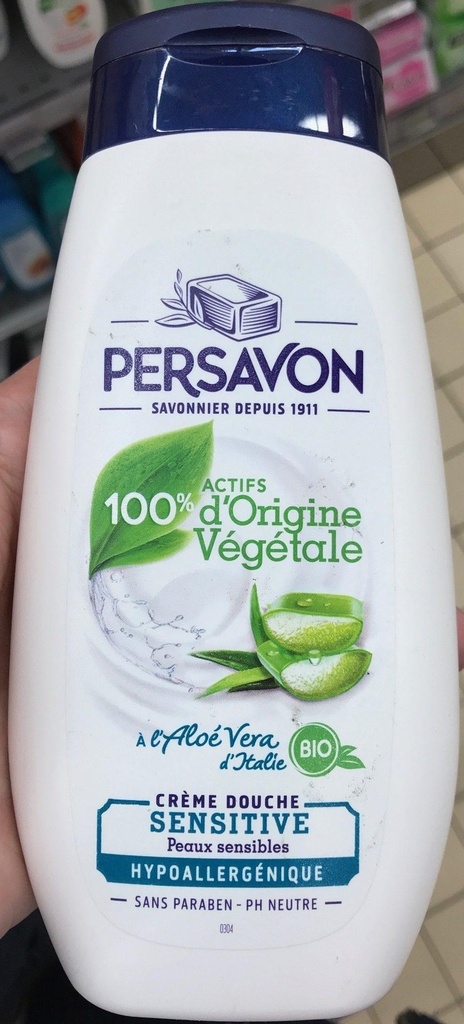 PERSAVON
SAVONNIER DEPUIS 1911
100% ACTIFS
d'Origine
Végétale
À l'Aloé Vera
d'Italie
BIO
CRÈME DOUCHE
SENSITIVE
Peaux sensibles
HYPOALLERGÉNIQUE
SANS PARABEN - PH NEUTRE
0304